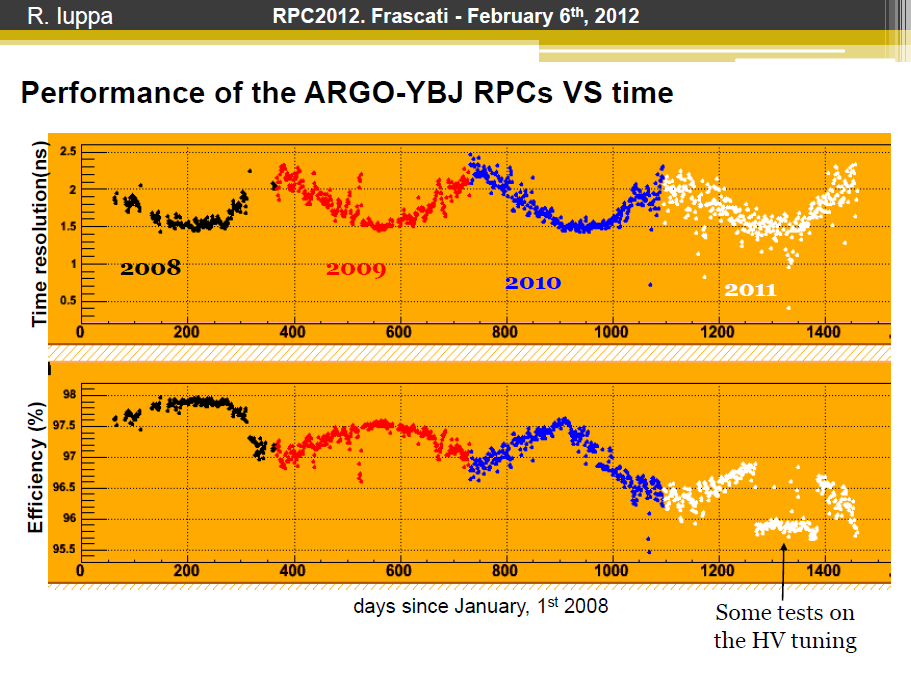 R. Iuppa
RPC2012. Frascati - February 6th, 2012
Performance of the ARGO-YBJ RPCs VS time
Time resolution(ns)
2.5
2
1.5
1
0.5
2008
2009
2010
2011
0 200 400 600 800 1000 1200 1400
Efficiency (%)
98
97.5
97
96.5
96
95.5
0 200 400 600 800 1000 1200 1400
days since January, 1st 2008
Some tests on
the HV tuning